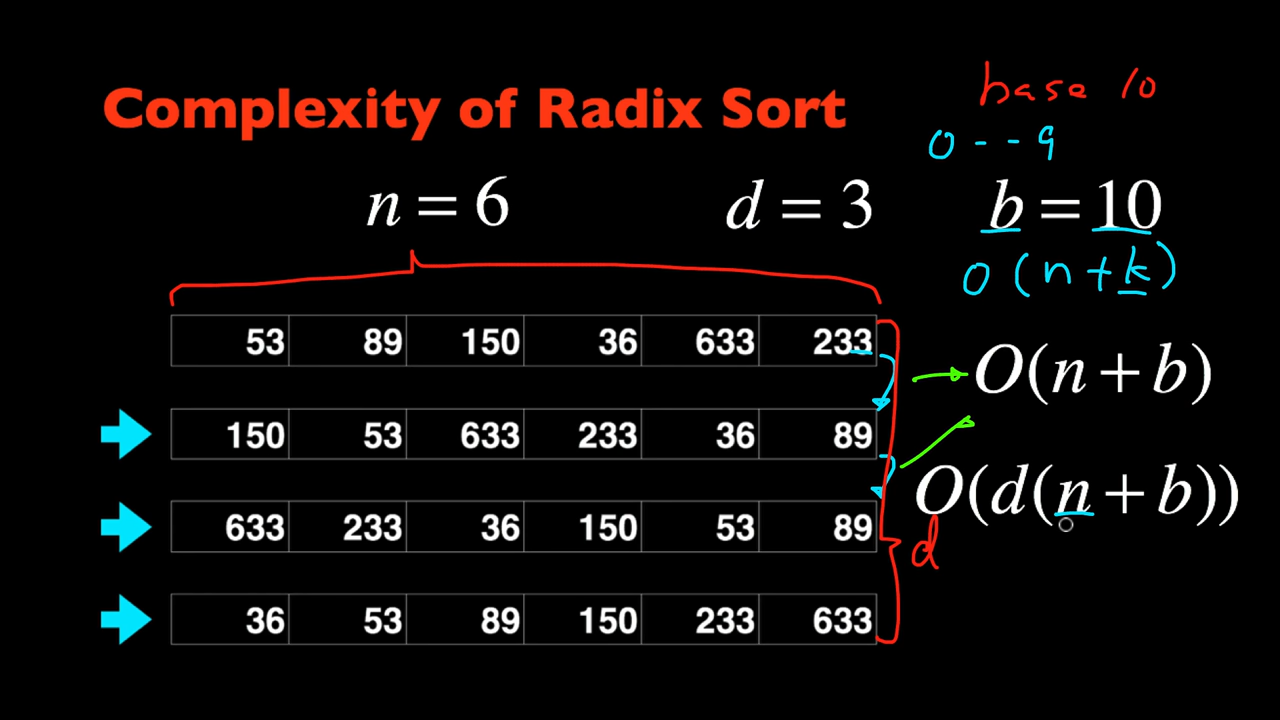 Complexity of Radix Sort
base 10
0 - - 9
n = 6 d = 3 b = 10
O (n + k)
53 89 150 36 633 233
O(n + b)
150 53 633 233 36 89
O(d(n + b))
633 233 36 150 53 89
d
36 53 89 150 233 633